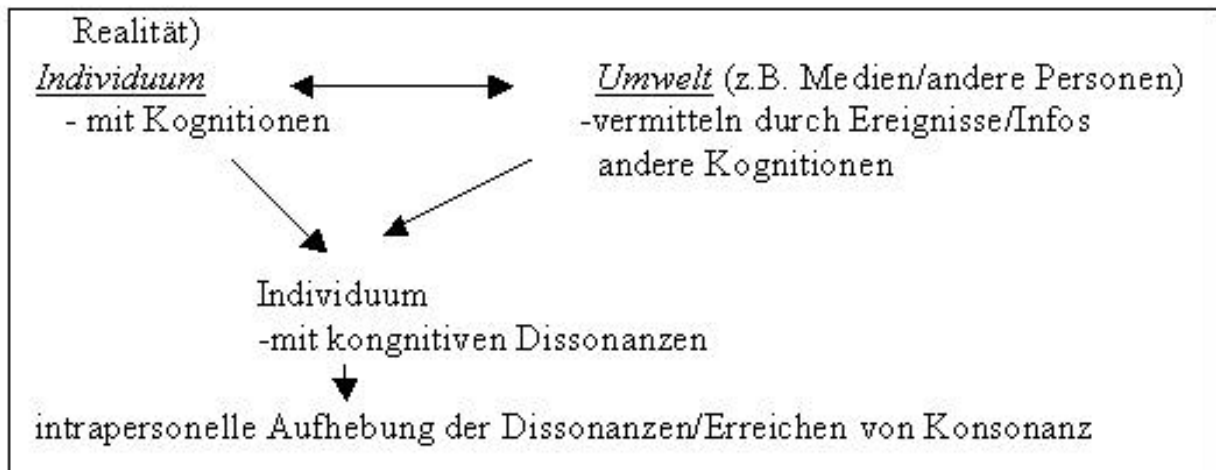 Realität)
Individuum Umwelt (z.B. Medien/andere Personen)
- mit Kognitionen -vermitteln durch Ereignisse/Infos
andere Kognitionen
Individuum
-mit kongnitiven Dissonanzen
intrapersonelle Aufhebung der Dissonanzen/Erreichen von Konsonanz